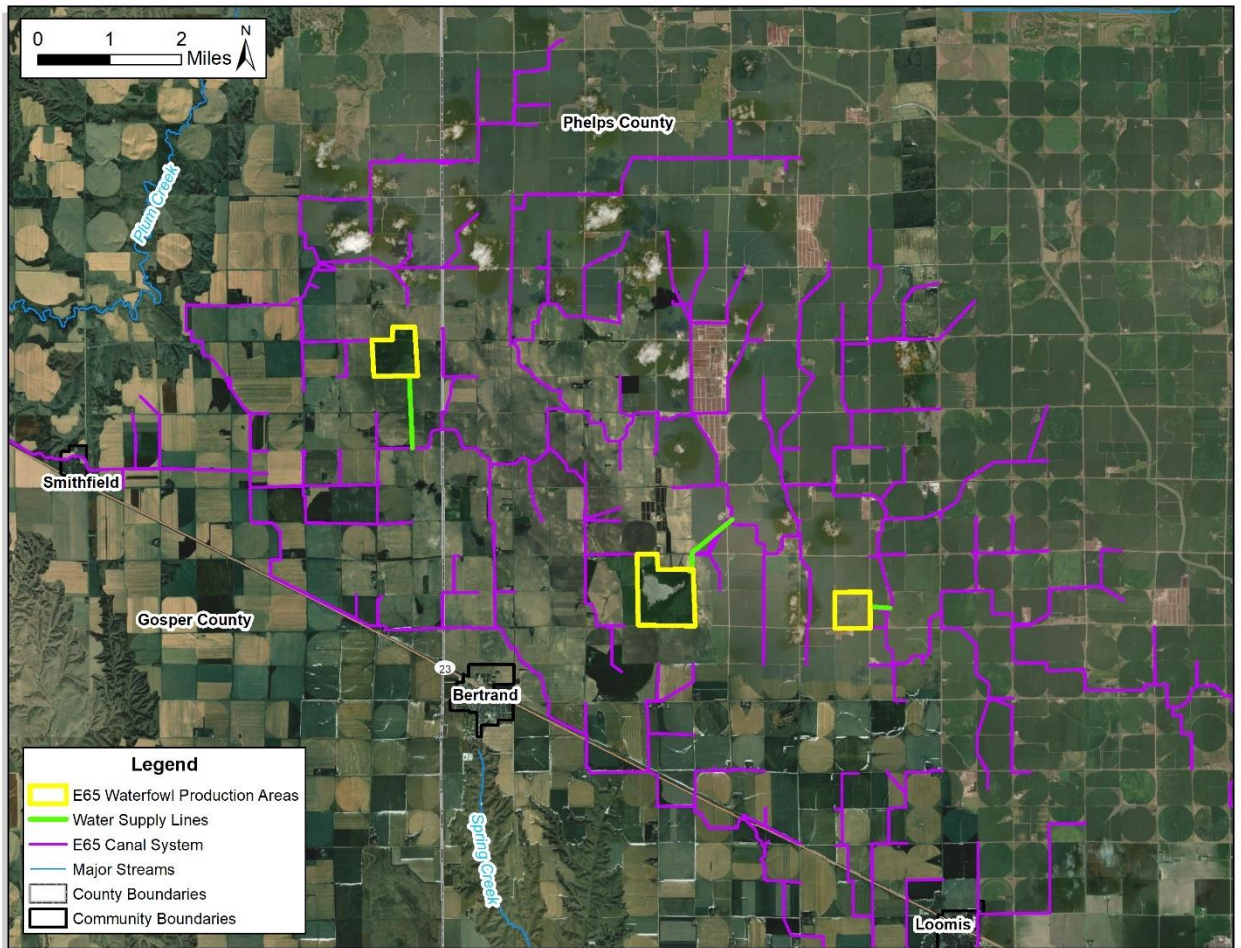 0 1 2
Miles
N
Phelps County
Plum Creek
Smithfield
Gosper County
23
Bertrand
Spring Creek
Loomis
Legend
E65 Waterfowl Production Areas
Water Supply Lines
E65 Canal System
Major Streams
County Boundaries
Community Boundaries